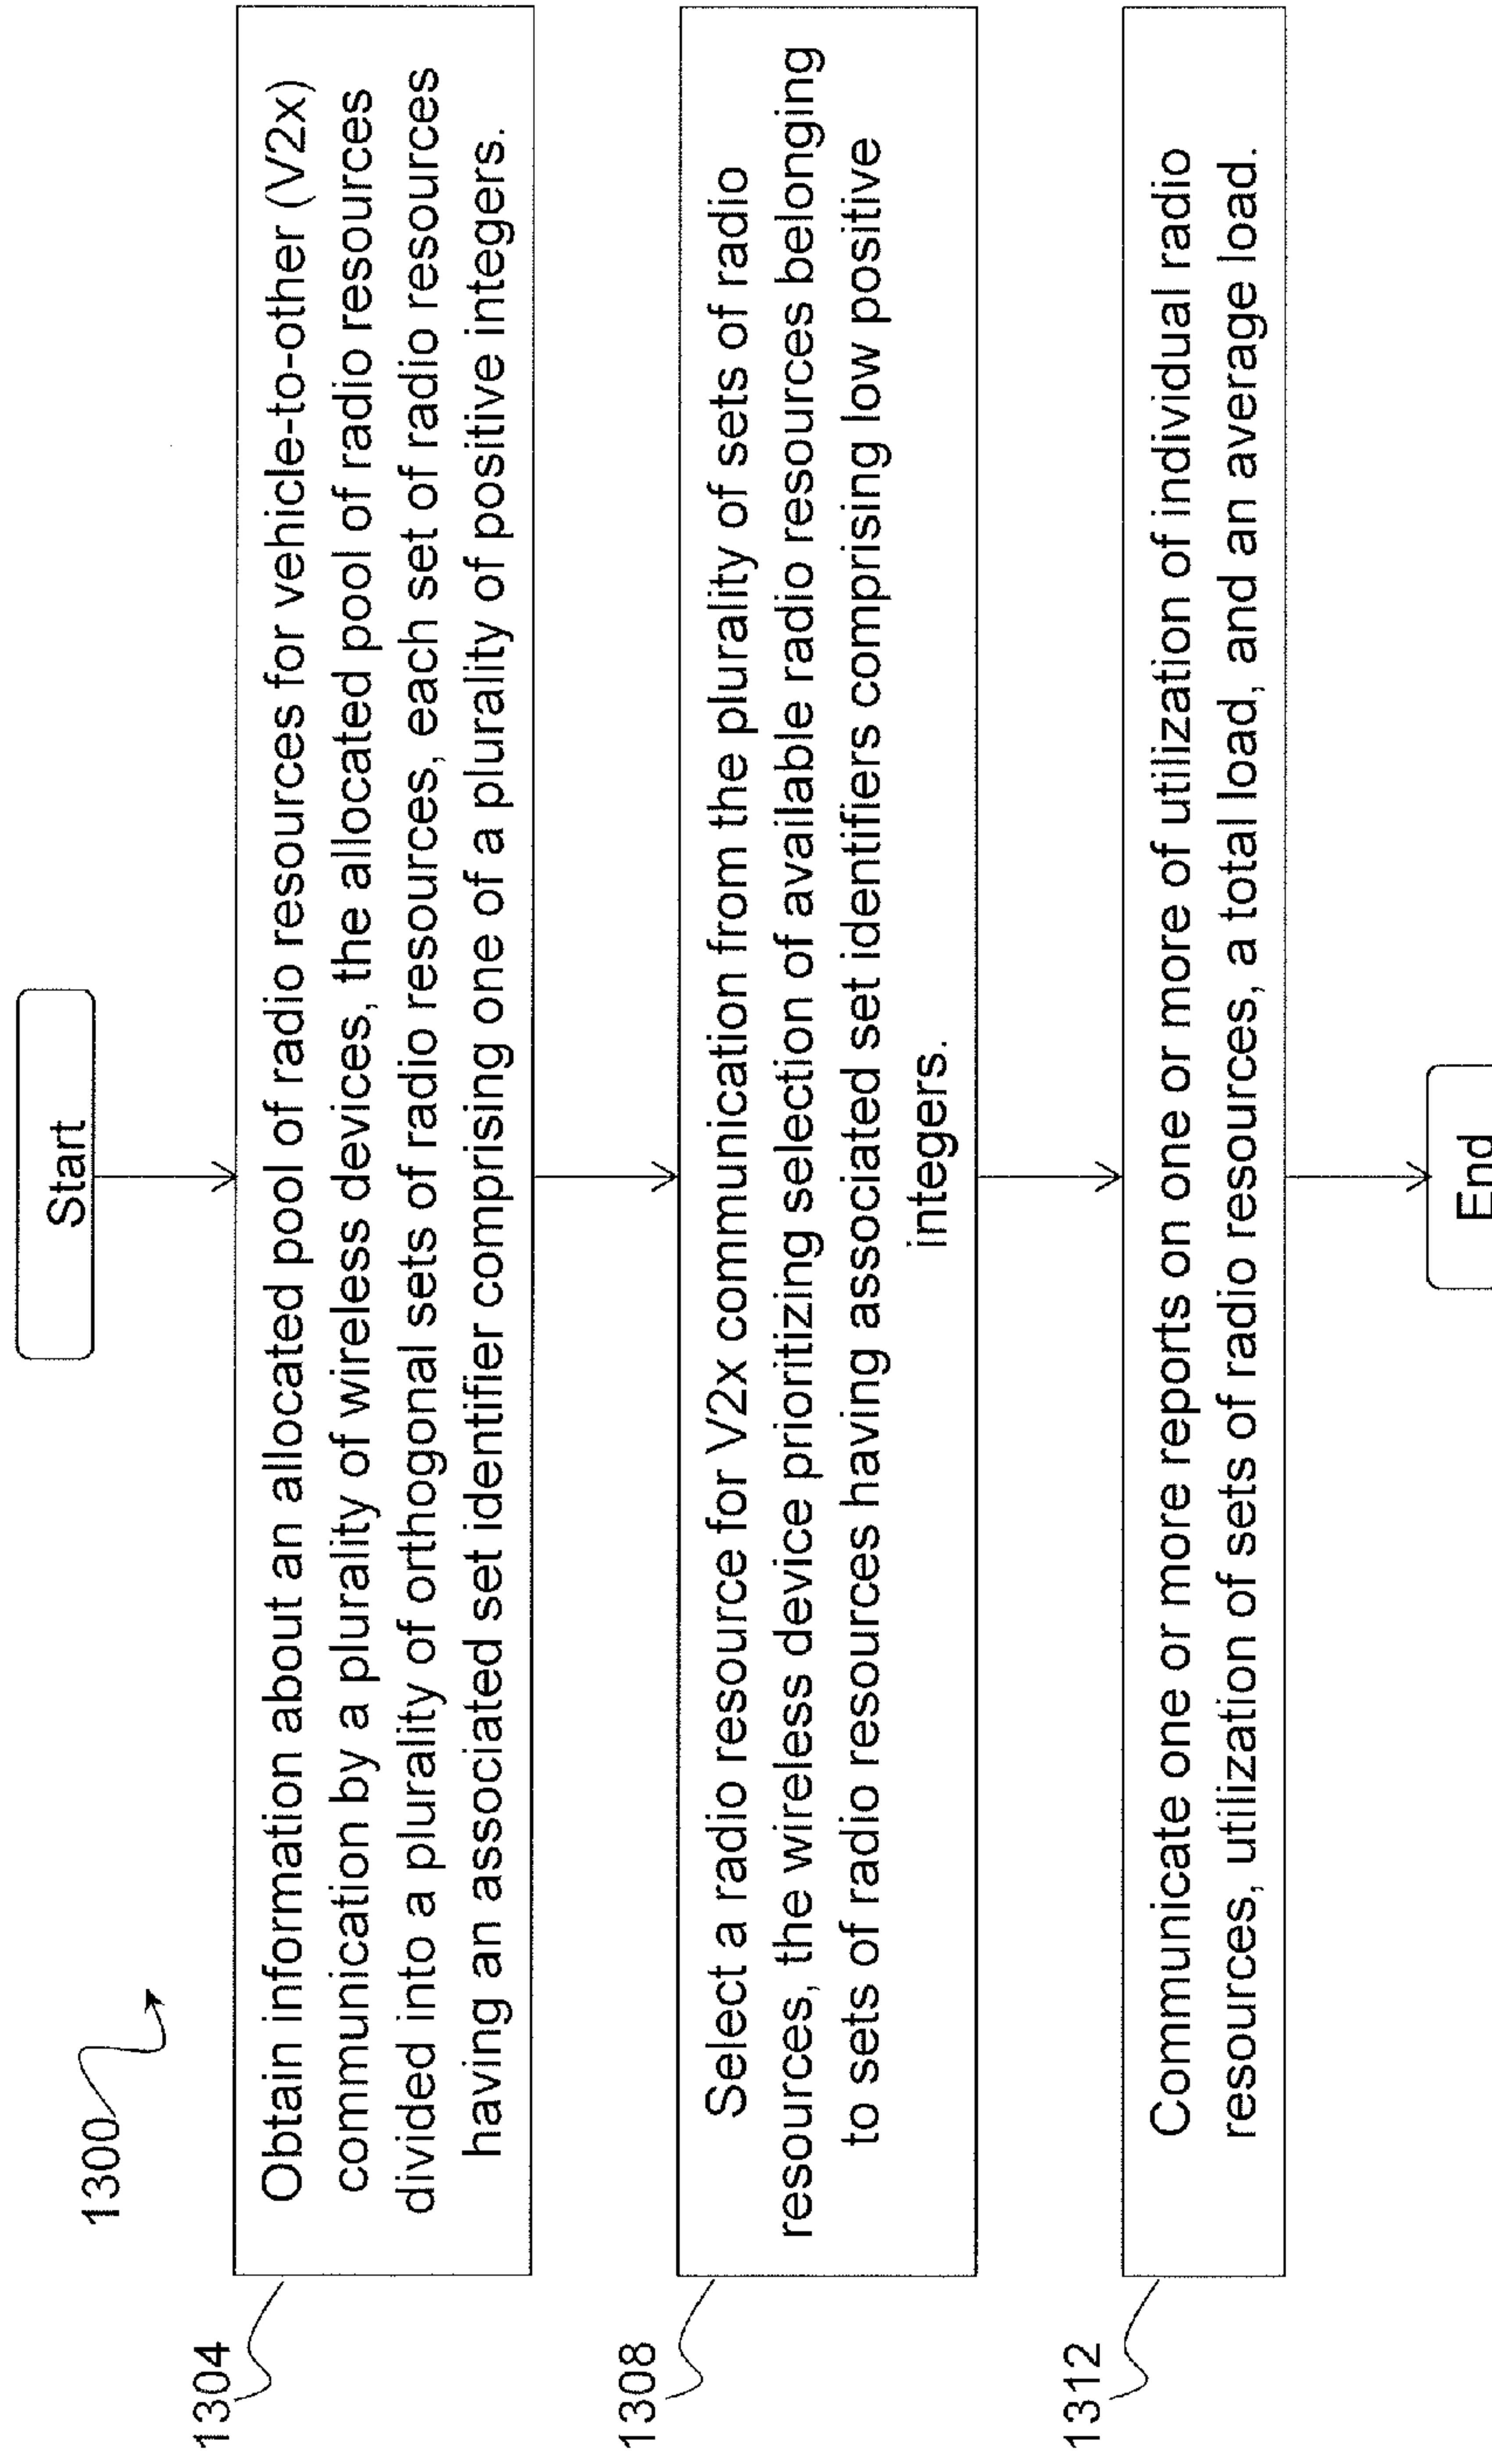 1300
Start
1304
Obtain information about an allocated pool of radio resources for vehicle-to-other (V2x)
communication by a plurality of wireless devices, the allocated pool of radio resources
divided into a plurality of orthogonal sets of radio resources, each set of radio resources
having an associated set identifier comprising one of a plurality of positive integers.
1308
Select a radio resource for V2x communication from the plurality of sets of radio
resources, the wireless device prioritizing selection of available radio resources belonging
to sets of radio resources having associated set identifiers comprising low positive
integers.
1312
Communicate one or more reports on one or more of utilization of individual radio
resources, utilization of sets of radio resources, a total load, and an average load.
End